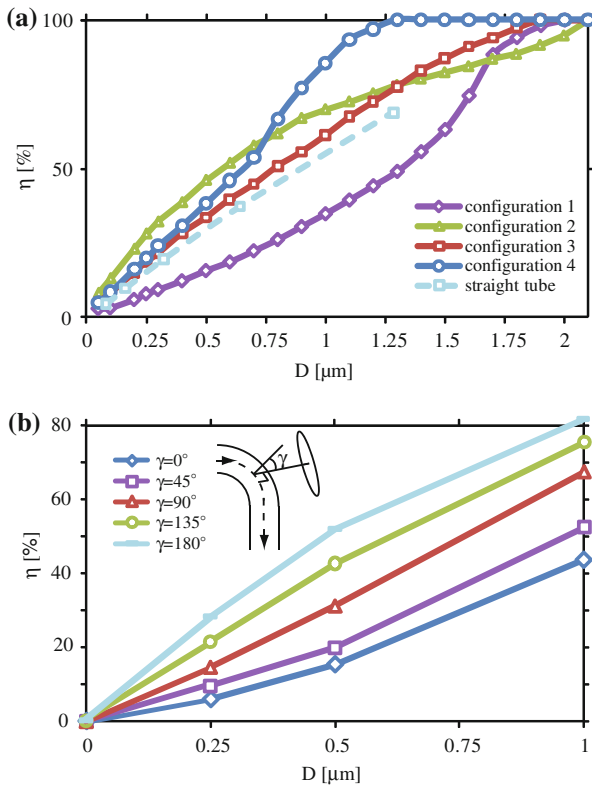 (a)
100
50
0
η [%]
configuration 1
configuration 2
configuration 3
configuration 4
straight tube
0 0.25 0.5 0.75 1 1.25 1.5 1.75 2
D [µm]
(b)
80
60
40
20
0
η [%]
γ=0°
γ=45°
γ=90°
γ=135°
γ=180°
γ
0 0.25 0.5 0.75 1
D [µm]